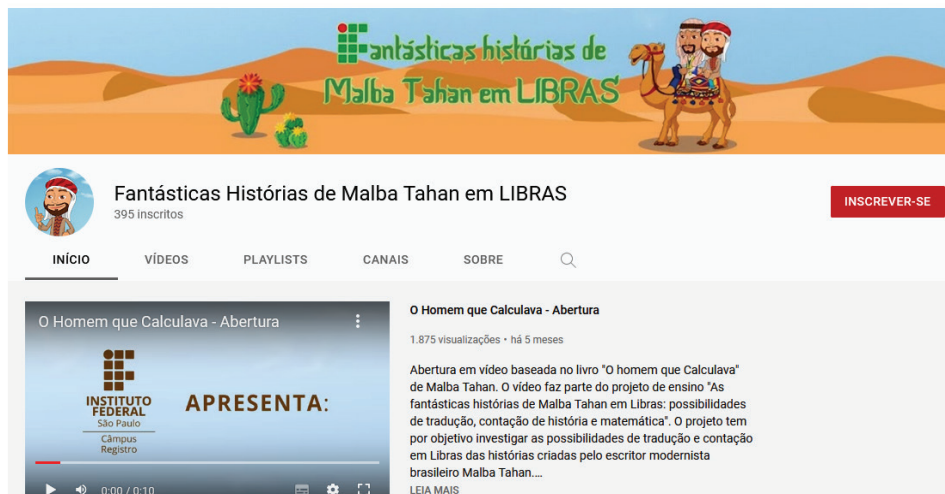 Fantásticas histórias de
Malba Tahan em LIBRAS
Fantásticas Histórias de Malba Tahan em LIBRAS
395 inscritos
INSCREVER-SE
INÍCIO VÍDEOS PLAYLISTS CANAIS SOBRE
O Homem que Calculava - Abertura
INSTITUTO
FEDERAL
São Paulo
Câmpus
Registro
APRESENTA:
0:00 / 0:10
O Homem que Calculava - Abertura
1.875 visualizações • há 5 meses
Abertura em vídeo baseada no livro "O homem que Calculava"
de Malba Tahan. O vídeo faz parte do projeto de ensino "As
fantásticas histórias de Malba Tahan em Libras: possibilidades
de tradução, contação de história e matemática". O projeto tem
por objetivo investigar as possibilidades de tradução e contação
em Libras das histórias criadas pelo escritor modernista
brasileiro Malba Tahan....
LEIA MAIS